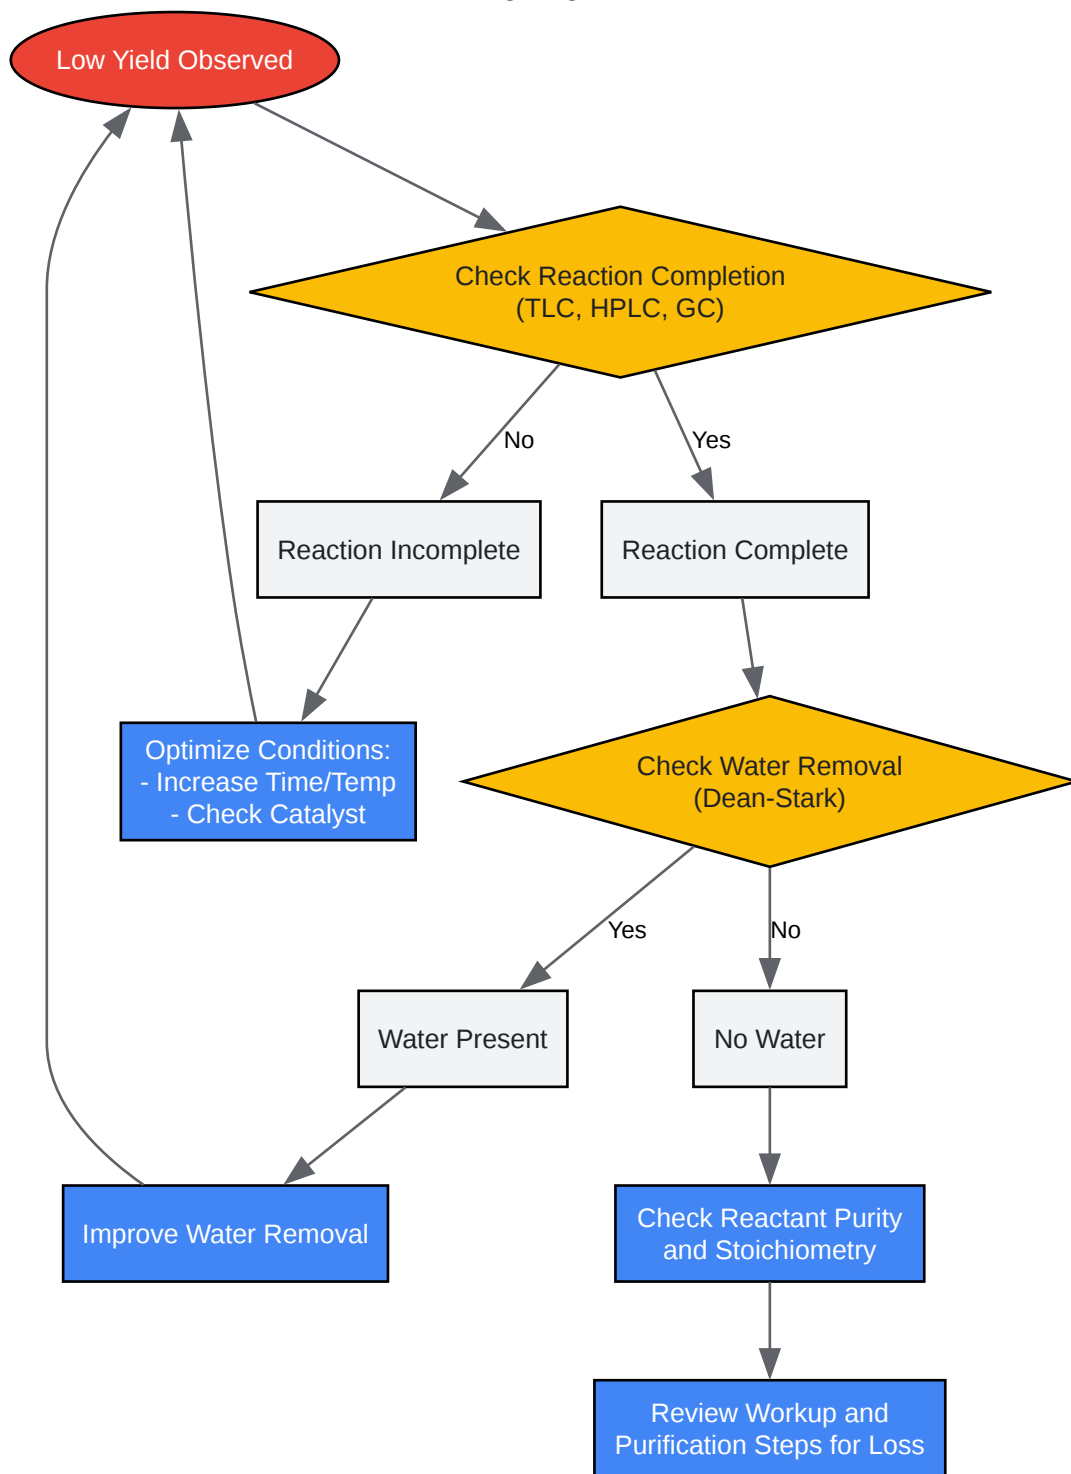 Low Yield Observed
Check Reaction Completion
(TLC, HPLC, GC)
No
Yes
Reaction Incomplete
Reaction Complete
Optimize Conditions:
- Increase Time/Temp
- Check Catalyst
Check Water Removal
(Dean-Stark)
Yes
No
Water Present
No Water
Improve Water Removal
Check Reactant Purity
and Stoichiometry
Review Workup and
Purification Steps for Loss